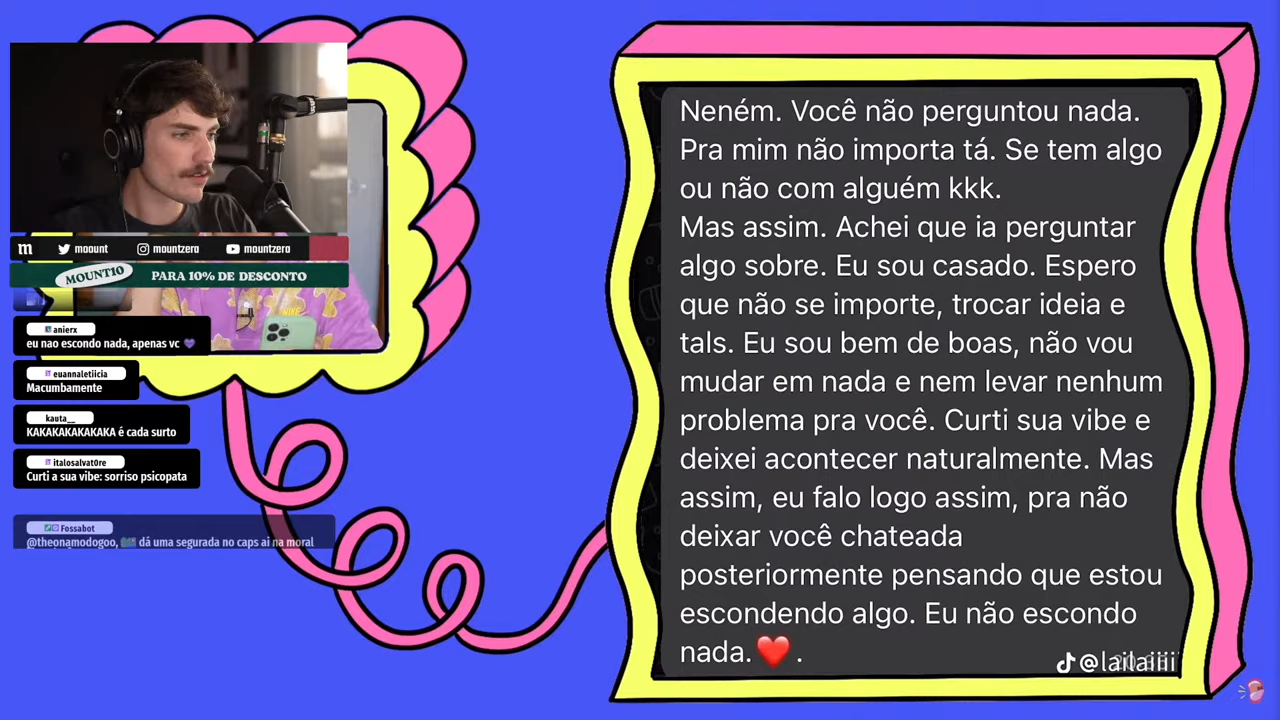 m moount mountzera mountzera
MOUNT10 PARA 10% DE DESCONTO
anierx
eu nao escondo nada, apenas vc 💜
euannaletiicia
Macumbamente
kauta__
KAKAKAKAKAKA é cada surto
italosalvat0re
Curti a sua vibe: sorriso psicopata
Fossabot
@theonamodogoo, dá uma segurada no caps ai na moral
Neném. Você não perguntou nada.
Pra mim não importa tá. Se tem algo
ou não com alguém kkk.
Mas assim. Achei que ia perguntar
algo sobre. Eu sou casado. Espero
que não se importe, trocar ideia e
tals. Eu sou bem de boas, não vou
mudar em nada e nem levar nenhum
problema pra você. Curti sua vibe e
deixei acontecer naturalmente. Mas
assim, eu falo logo assim, pra não
deixar você chateada
posteriormente pensando que estou
escondendo algo. Eu não escondo
nada.❤️ .
@lailaiiii